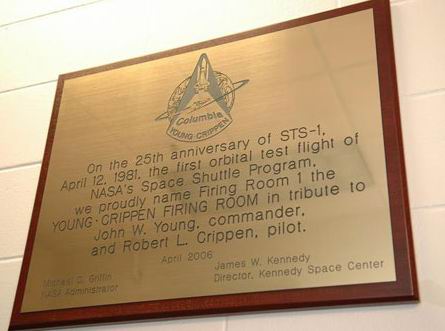 Columbia
YOUNG·CRIPPEN
On the 25th anniversary of STS-1,
April 12, 1981, the first orbital test flight of
NASA's Space Shuttle Program,
we proudly name Firing Room 1 the
YOUNG·CRIPPEN FIRING ROOM in tribute to
John W. Young, commander,
and Robert L. Crippen, pilot.
April 2006
Michael D. Griffin
NASA Administrator
James W. Kennedy
Director, Kennedy Space Center